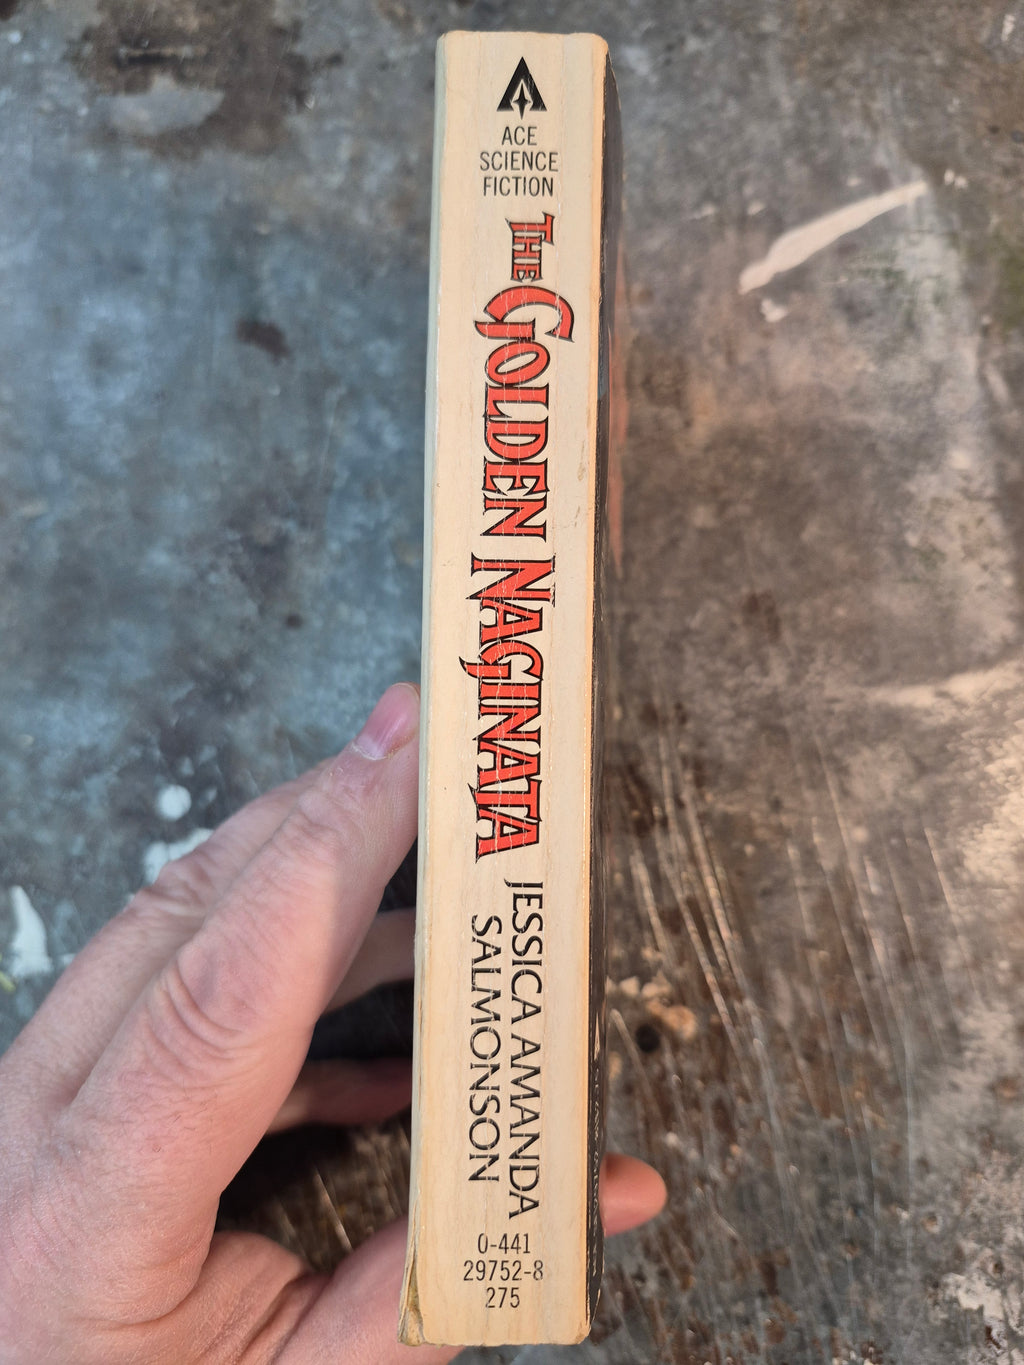 ACE
SCIENCE
FICTION
THE GOLDEN NAGINATA
JESSICA AMANDA
SALMONSON
0-441
29752-8
275